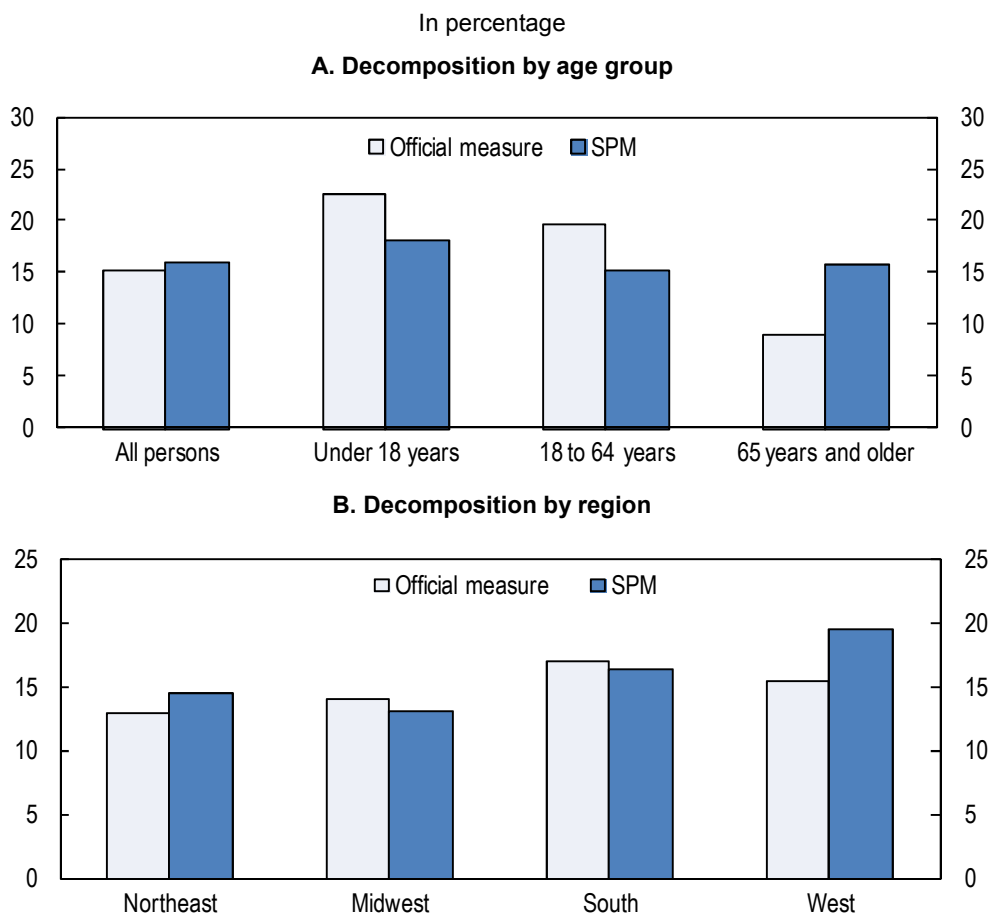 In percentage
A. Decomposition by age group
30 30
Official measure SPM
25 25
20 20
15 15
10 10
5 5
0 0
All persons Under 18 years 18 to 64 years 65 years and older
B. Decomposition by region
25 25
Official measure SPM
20 20
15 15
10 10
5 5
0 0
Northeast Midwest South West